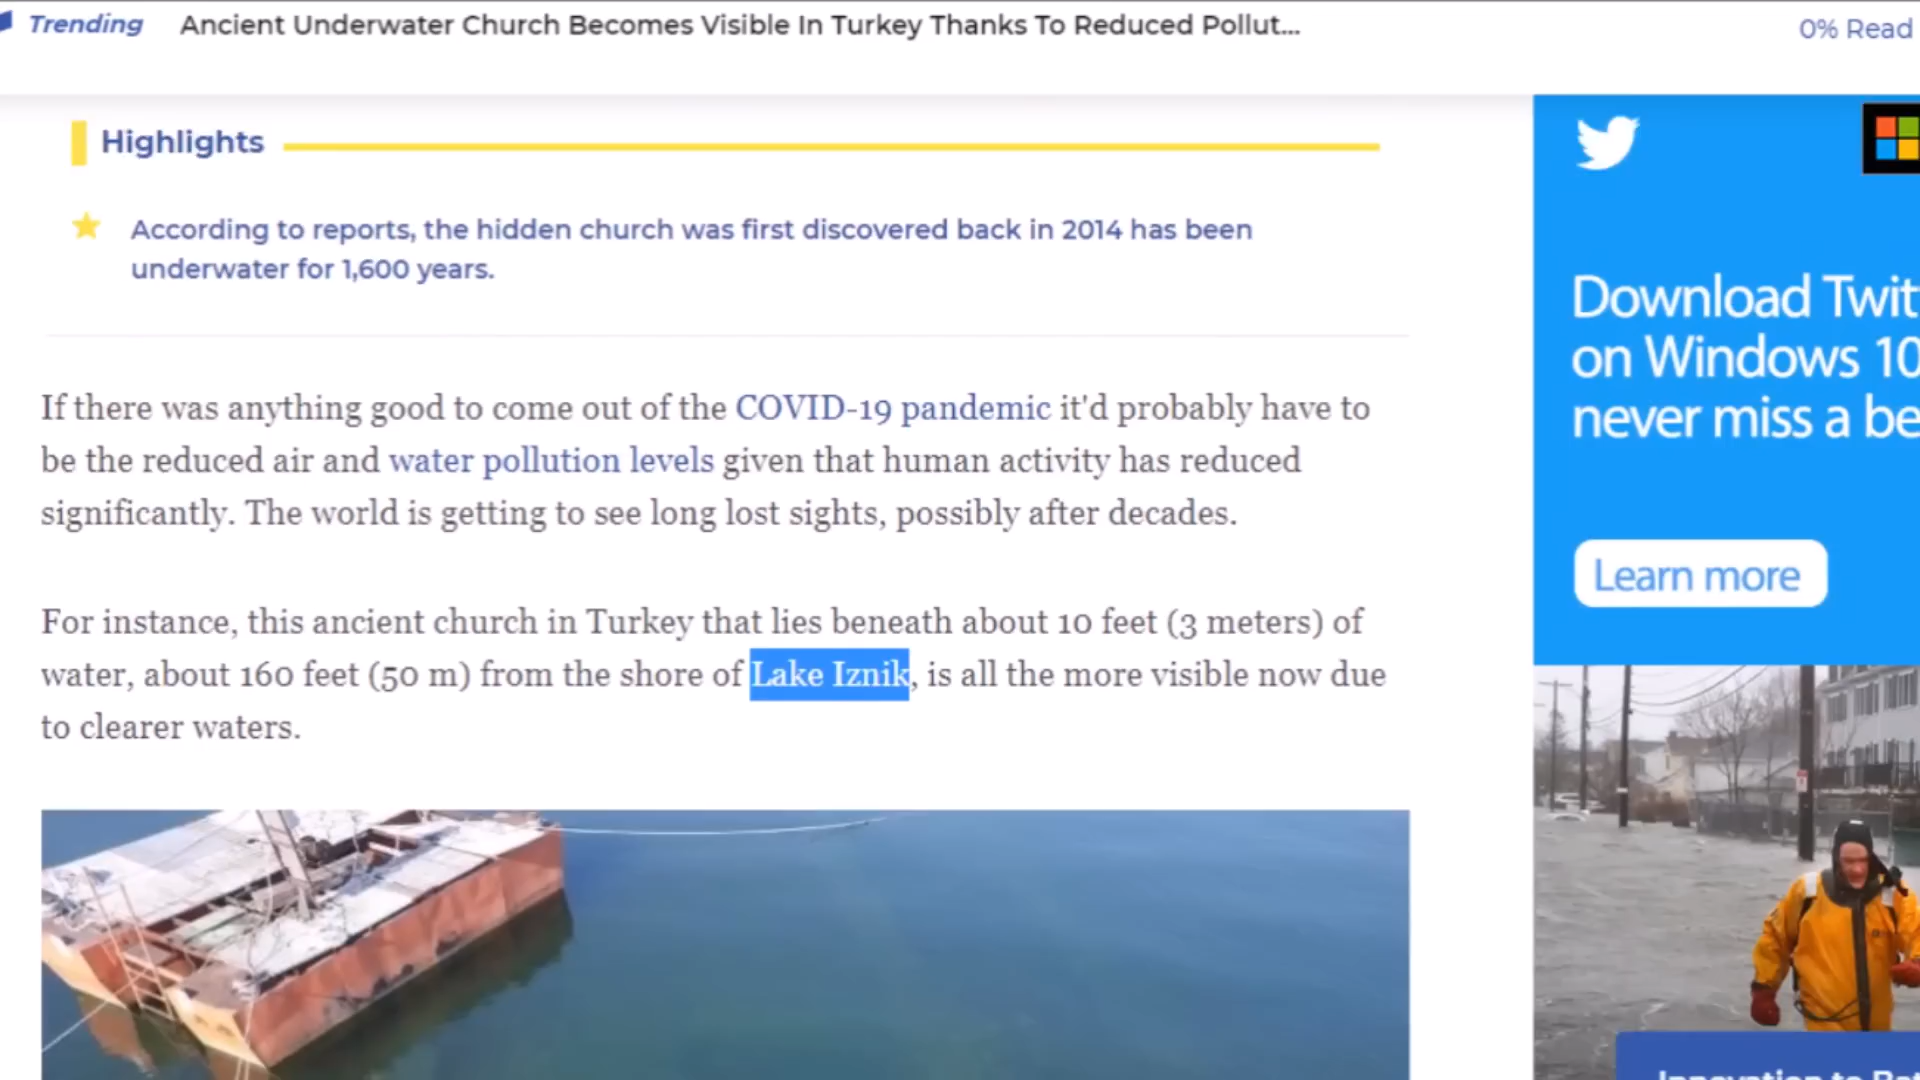 Trending Ancient Underwater Church Becomes Visible In Turkey Thanks To Reduced Pollut... 0% Read
Highlights
According to reports, the hidden church was first discovered back in 2014 has been
underwater for 1,600 years.
If there was anything good to come out of the COVID-19 pandemic it'd probably have to
be the reduced air and water pollution levels given that human activity has reduced
significantly. The world is getting to see long lost sights, possibly after decades.
For instance, this ancient church in Turkey that lies beneath about 10 feet (3 meters) of
water, about 160 feet (50 m) from the shore of Lake Iznik, is all the more visible now due
to clearer waters.
Download Twit
on Windows 10
never miss a be
Learn more